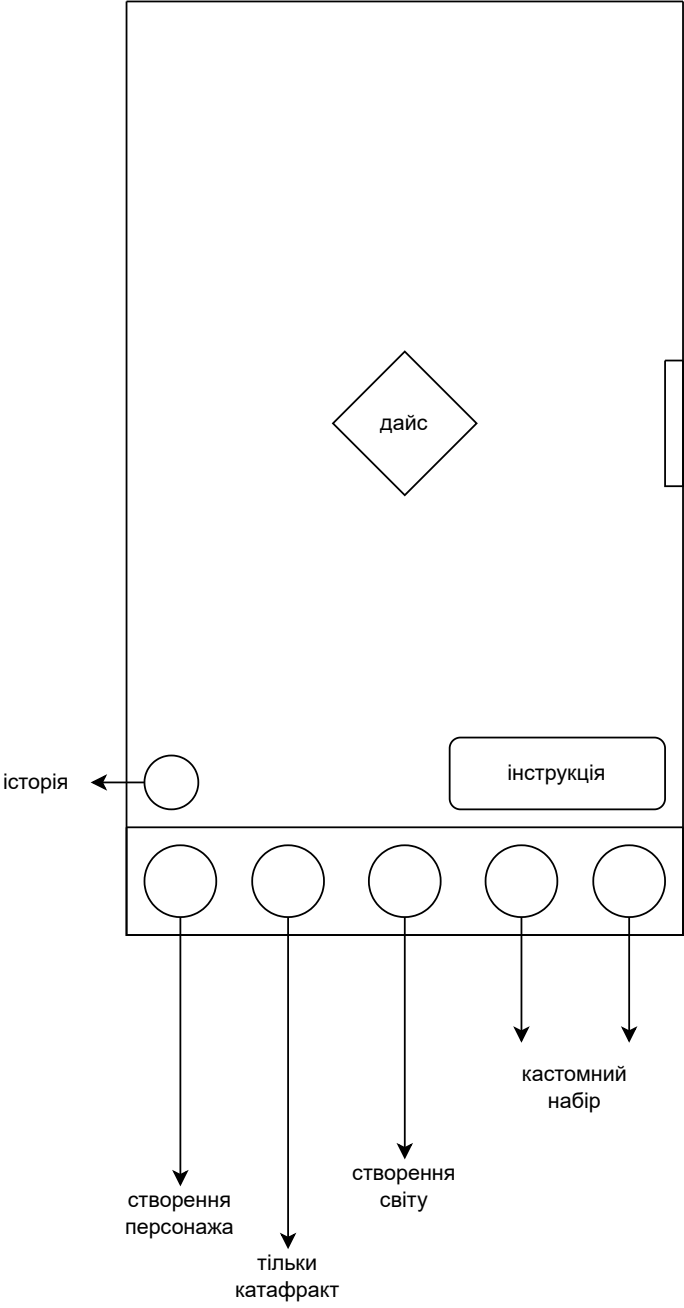 дайс
історія
інструкція
кастомний
набір
створення
світу
створення
персонажа
тільки
катафракт